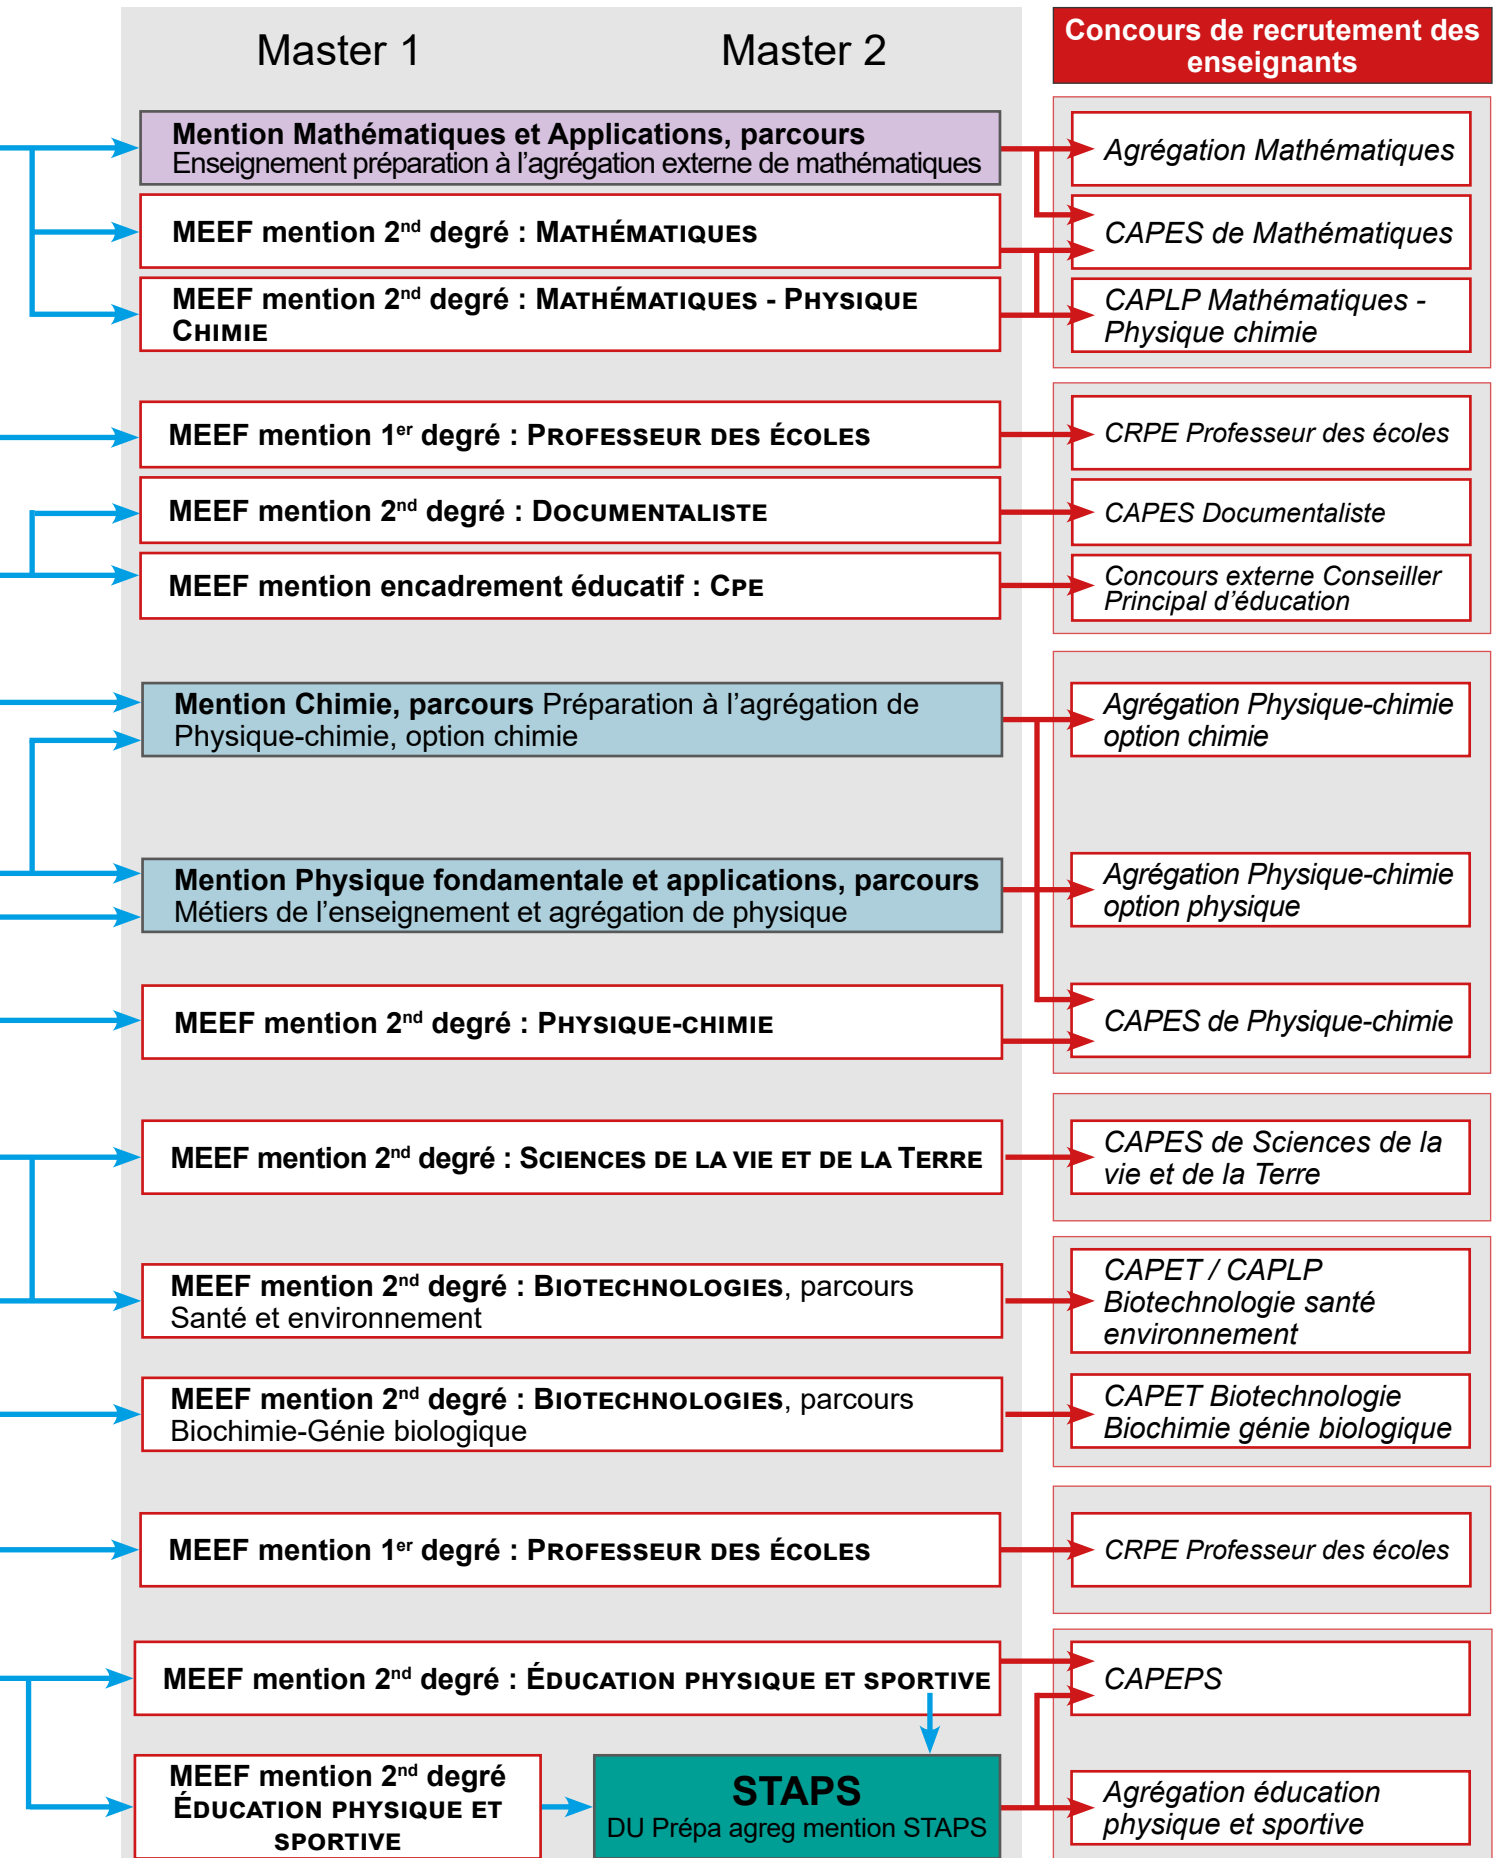 Master 1
Master 2
Concours de recrutement des
enseignants
Mention Mathématiques et Applications, parcours
Enseignement préparation à l’agrégation externe de mathématiques
Agrégation Mathématiques
MEEF mention 2nd degré : MATHÉMATIQUES
CAPES de Mathématiques
MEEF mention 2nd degré : MATHÉMATIQUES - PHYSIQUE
CHIMIE
CAPLP Mathématiques -
Physique chimie
MEEF mention 1er degré : PROFESSEUR DES ÉCOLES
CRPE Professeur des écoles
MEEF mention 2nd degré : DOCUMENTALISTE
CAPES Documentaliste
MEEF mention encadrement éducatif : CPE
Concours externe Conseiller
Principal d’éducation
Mention Chimie, parcours Préparation à l’agrégation de
Physique-chimie, option chimie
Agrégation Physique-chimie
option chimie
Mention Physique fondamentale et applications, parcours
Métiers de l’enseignement et agrégation de physique
Agrégation Physique-chimie
option physique
MEEF mention 2nd degré : PHYSIQUE-CHIMIE
CAPES de Physique-chimie
MEEF mention 2nd degré : SCIENCES DE LA VIE ET DE LA TERRE
CAPES de Sciences de la
vie et de la Terre
MEEF mention 2nd degré : BIOTECHNOLOGIES, parcours
Santé et environnement
CAPET / CAPLP
Biotechnologie santé
environnement
MEEF mention 2nd degré : BIOTECHNOLOGIES, parcours
Biochimie-Génie biologique
CAPET Biotechnologie
Biochimie génie biologique
MEEF mention 1er degré : PROFESSEUR DES ÉCOLES
CRPE Professeur des écoles
MEEF mention 2nd degré : ÉDUCATION PHYSIQUE ET SPORTIVE
CAPEPS
MEEF mention 2nd degré
ÉDUCATION PHYSIQUE ET
SPORTIVE
STAPS
DU Prépa agreg mention STAPS
Agrégation éducation
physique et sportive